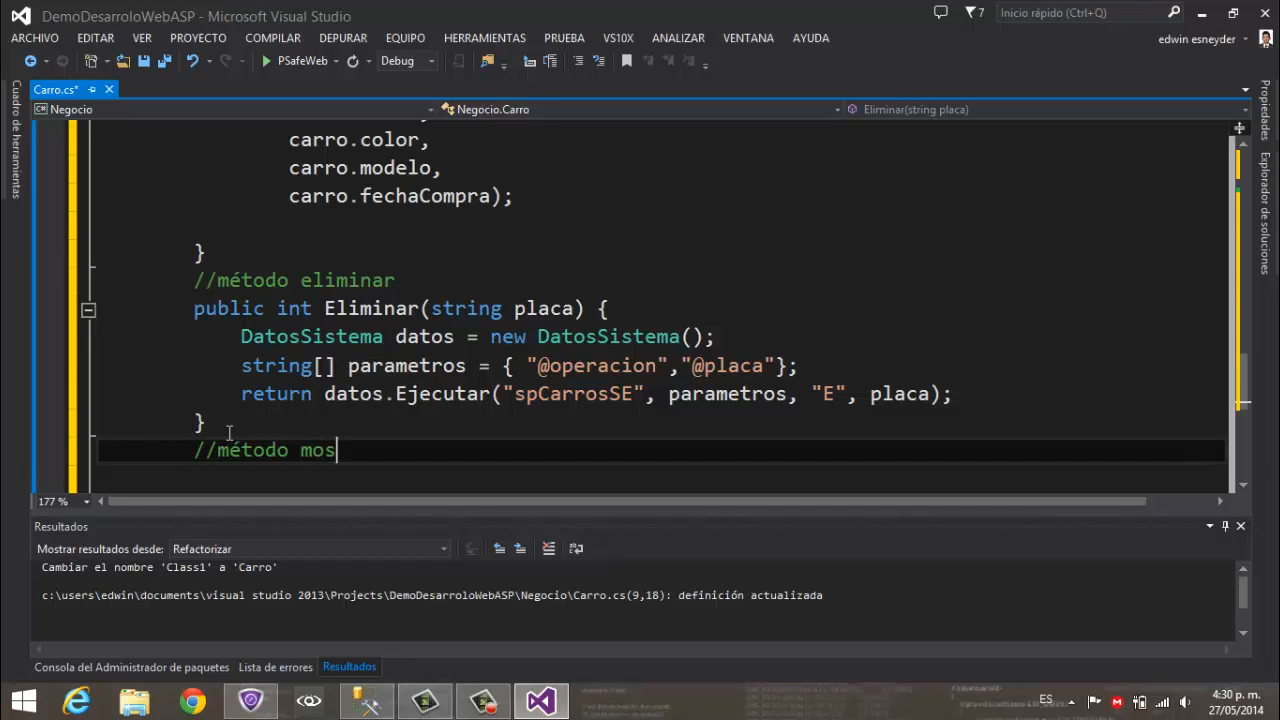 DemoDesarroloWebASP - Microsoft Visual Studio
7
Inicio rápido (Ctrl+Q)
ARCHIVO EDITAR VER PROYECTO COMPILAR DEPURAR EQUIPO HERRAMIENTAS PRUEBA VS10X ANALIZAR VENTANA AYUDA
edwin esneyder
PSafeWeb Debug
Carro.cs*
Negocio
Negocio.Carro
Eliminar(string placa)
Cuadro de herramientas
Propiedades
Explorador de soluciones
carro.color,
carro.modelo,
carro.fechaCompra);
}
//método eliminar
public int Eliminar(string placa) {
DatosSistema datos = new DatosSistema();
string[] parametros = { "@operacion","@placa"};
return datos.Ejecutar("spCarrosSE", parametros, "E", placa);
}
//método mos
177 %
Resultados
Mostrar resultados desde: Refactorizar
Cambiar el nombre 'Class1' a 'Carro'
c:\users\edwin\documents\visual studio 2013\Projects\DemoDesarroloWebASP\Negocio\Carro.cs(9,18): definición actualizada
Consola del Administrador de paquetes Lista de errores Resultados
ES
4:30 p. m.
27/05/2014